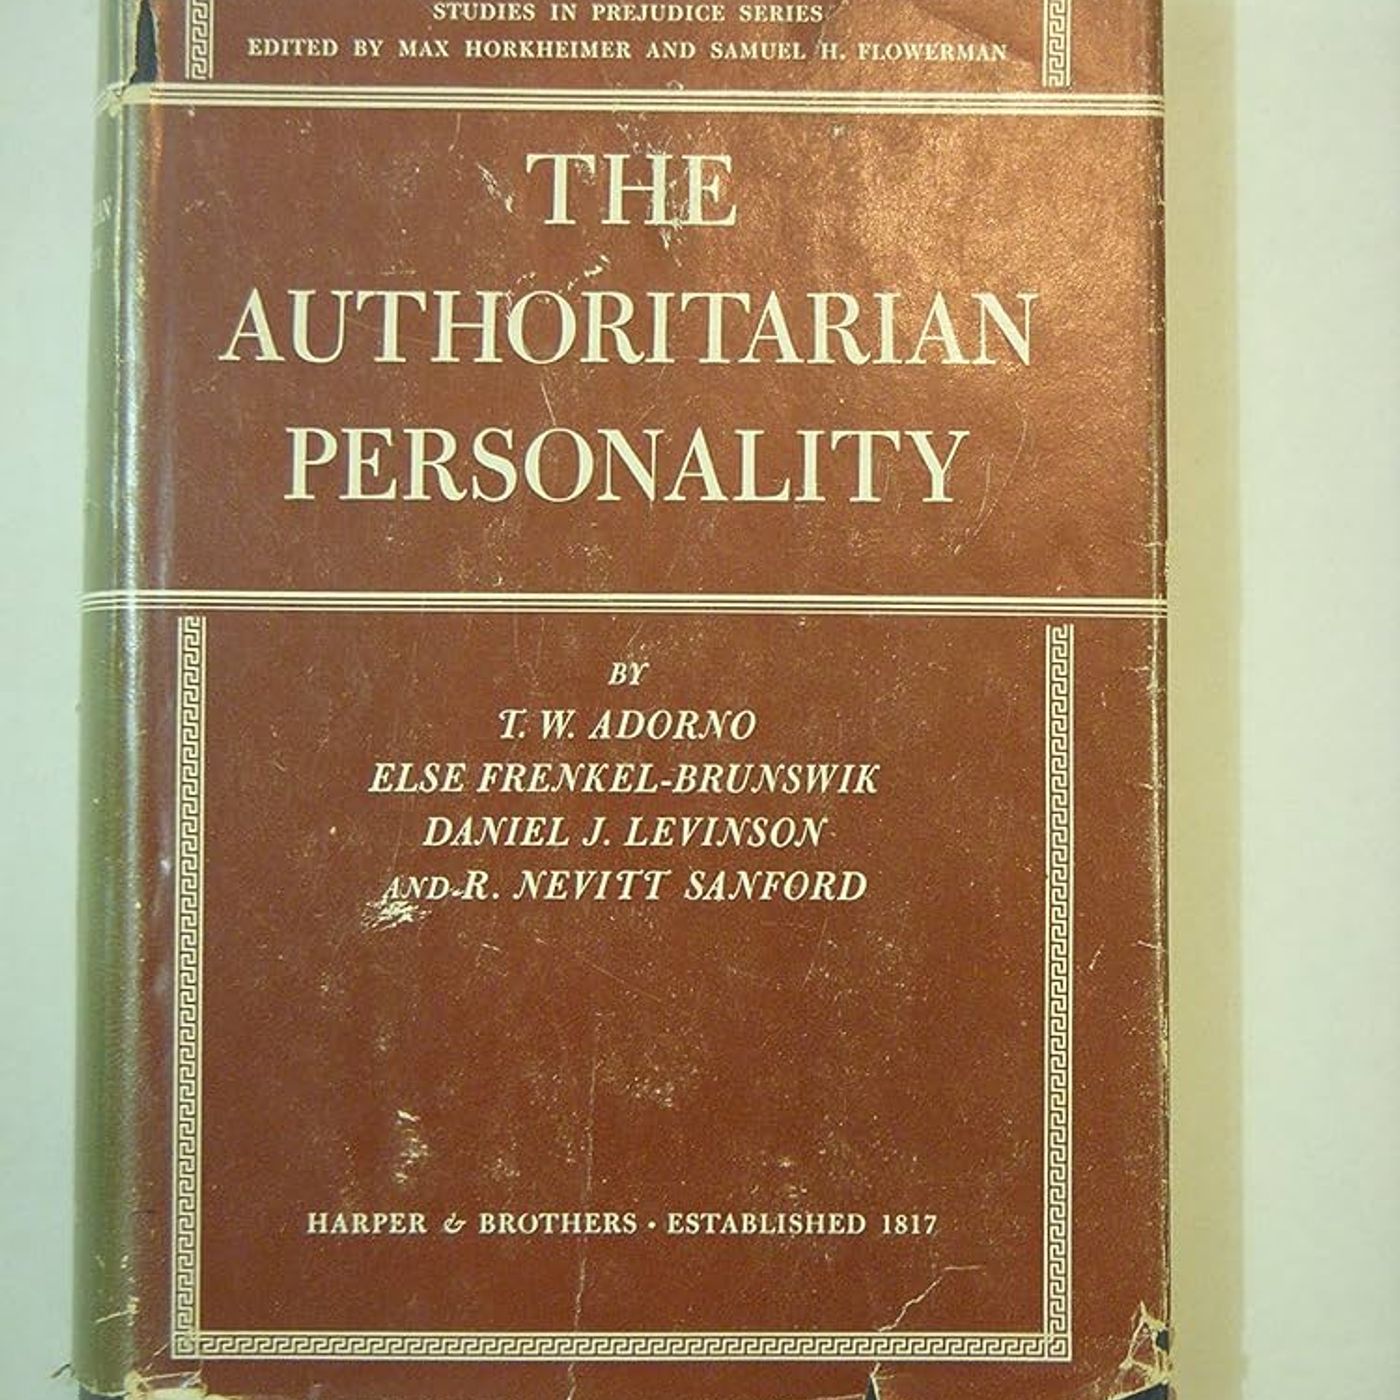 STUDIES IN PREJUDICE SERIES
EDITED BY MAX HORKHEIMER AND SAMUEL H. FLOWERMAN
THE
AUTHORITARIAN
PERSONALITY
BY
T. W. ADORNO
ELSE FRENKEL-BRUNSWIK
DANIEL J. LEVINSON
AND R. NEVITT SANFORD
HARPER & BROTHERS · ESTABLISHED 1817